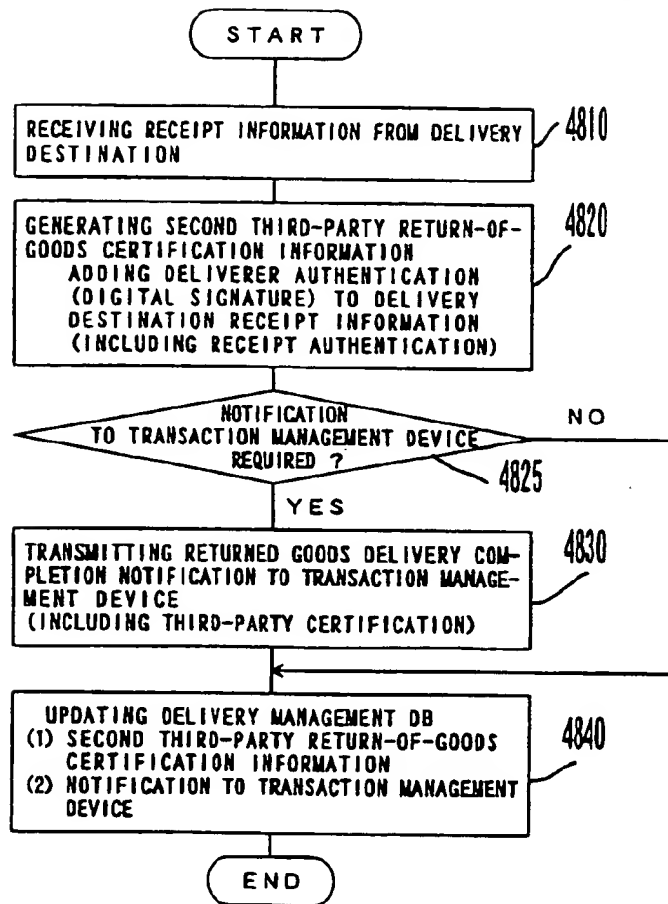 START
RECEIVING RECEIPT INFORMATION FROM DELIVERY
DESTINATION
4810
GENERATING SECOND THIRD-PARTY RETURN-OF-
GOODS CERTIFICATION INFORMATION
ADDING DELIVERER AUTHENTICATION
(DIGITAL SIGNATURE) TO DELIVERY
DESTINATION RECEIPT INFORMATION
(INCLUDING RECEIPT AUTHENTICATION)
4820
NOTIFICATION
TO TRANSACTION MANAGEMENT DEVICE
REQUIRED ?
4825
NO
YES
TRANSMITTING RETURNED GOODS DELIVERY COM-
PLETION NOTIFICATION TO TRANSACTION MANAGE-
MENT DEVICE
(INCLUDING THIRD-PARTY CERTIFICATION)
4830
UPDATING DELIVERY MANAGEMENT DB
(1) SECOND THIRD-PARTY RETURN-OF-GOODS
CERTIFICATION INFORMATION
(2) NOTIFICATION TO TRANSACTION MANAGEMENT
DEVICE
4840
END